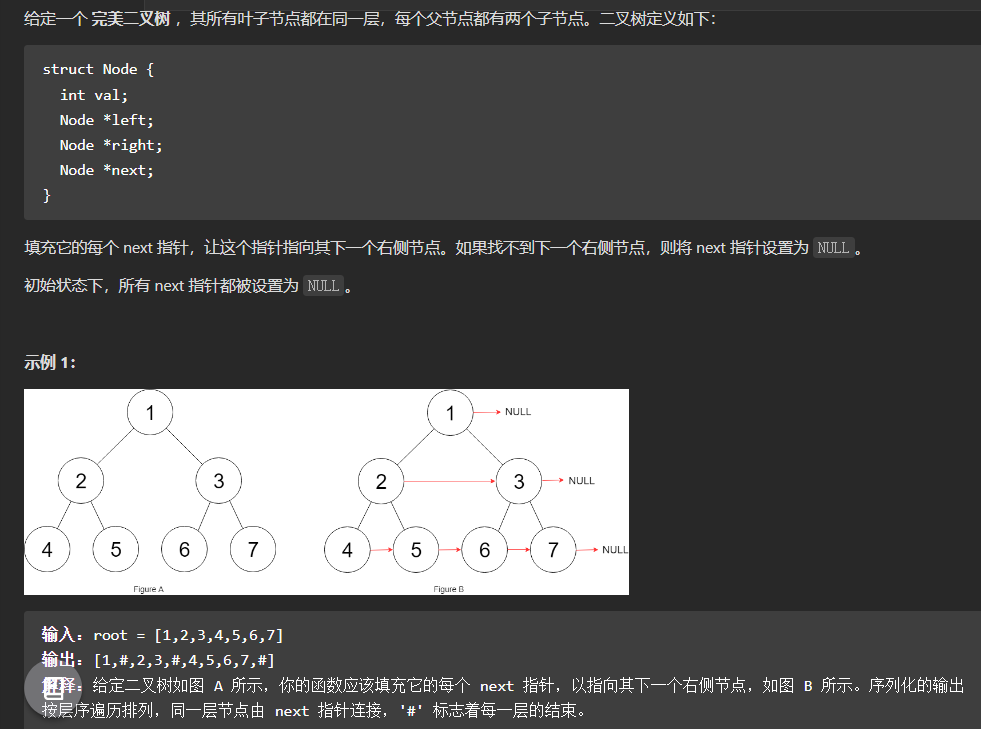 给定一个 完美二叉树 ，其所有叶子节点都在同一层，每个父节点都有两个子节点。二叉树定义如下：
struct Node {
  int val;
  Node *left;
  Node *right;
  Node *next;
}
填充它的每个 next 指针，让这个指针指向其下一个右侧节点。如果找不到下一个右侧节点，则将 next 指针设置为 NULL 。
初始状态下，所有 next 指针都被设置为 NULL 。
示例 1：
1 1 NULL
2 3 2 3 NULL
4 5 6 7 4 5 6 7 NULL
Figure A Figure B
输入：root = [1,2,3,4,5,6,7]
输出：[1,#,2,3,#,4,5,6,7,#]
解释：给定二叉树如图 A 所示，你的函数应该填充它的每个 next 指针，以指向其下一个右侧节点，如图 B 所示。序列化的输出
按层序遍历排列，同一层节点由 next 指针连接，'#' 标志着每一层的结束。